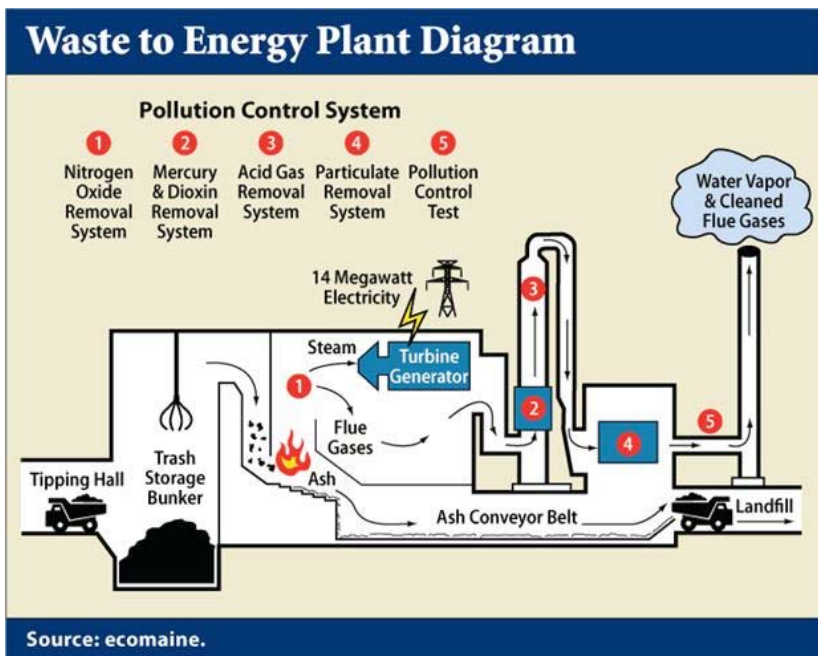 Waste to Energy Plant Diagram
Pollution Control System
1
2
3
4
5
Nitrogen
Oxide
Removal
System
Mercury
& Dioxin
Removal
System
Acid Gas
Removal
System
Particulate
Removal
System
Pollution
Control
Test
Water Vapor
& Cleaned
Flue Gases
14 Megawatt
Electricity
3
Steam
Turbine
Generator
1
2
Flue
Gases
4
5
Tipping Hall
Trash
Storage
Bunker
Ash
Ash Conveyor Belt
Landfill
Source: ecomaine.